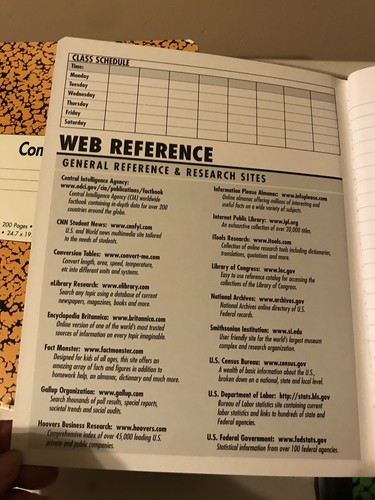 CLASS SCHEDULE
Time:
Monday
Tuesday
Wednesday
Thursday
Friday
Saturday
Com
200 Pages •
• 24.7 x 19
WEB REFERENCE
GENERAL REFERENCE & RESEARCH SITES
Central Intelligence Agency:
www.odci.gov/cia/publications/factbook
Central Intelligence Agency (CIA) worldwide
factbook containing in-depth data for over 300
countries around the globe.
CNN Student News: www.cnnfyi.com
U.S. and World news multimedia site tailored
to the needs of students.
Conversion Tables: www.convert-me.com
Convert length, area, speed, temperature,
etc into different units and systems.
eLibrary Research: www.elibrary.com
Search any topic using a database of current
newspapers, magazines, books and more.
Encyclopedia Britannica: www.britannica.com
Online version of one of the world's most trusted
sources of information on every topic imaginable.
Fact Monster: www.factmonster.com
Designed for kids of all ages, this site offers an
amazing array of facts and figures in addition to
homework help, an almanac, dictionary and much more.
Gallup Organization: www.gallup.com
Search thousands of poll results, special reports,
societal trends and social audits.
Hoovers Business Research: www.hoovers.com
Comprehensive index of over 45,000 leading U.S.
private and public companies.
Information Please Almanac: www.infoplease.com
Online almanac offering millions of interesting and
useful facts on a wide variety of subjects.
Internet Public Library: www.ipl.org
An exhaustive collection of over 30,000 titles.
iTools Research: www.itools.com
Collection of online research tools including dictionaries,
translations, quotations and more.
Library of Congress: www.loc.gov
Easy to use reference catalog for accessing
the collections of the Library of Congress.
National Archives: www.archives.gov
National Archives online directory of U.S.
Federal records.
Smithsonian Institute: www.si.edu
User friendly site for the world's largest museum
complex and research organization.
U.S. Census Bureau: www.census.gov
A wealth of basic information about the U.S.,
broken down on a national, state and local level.
U.S. Department of Labor: http://stats.bls.gov
Bureau of Labor statistics site containing current
labor statistics and links to hundreds of state and
Federal agencies.
U.S. Federal Government: www.fedstats.gov
Statistical information from over 100 federal agencies.